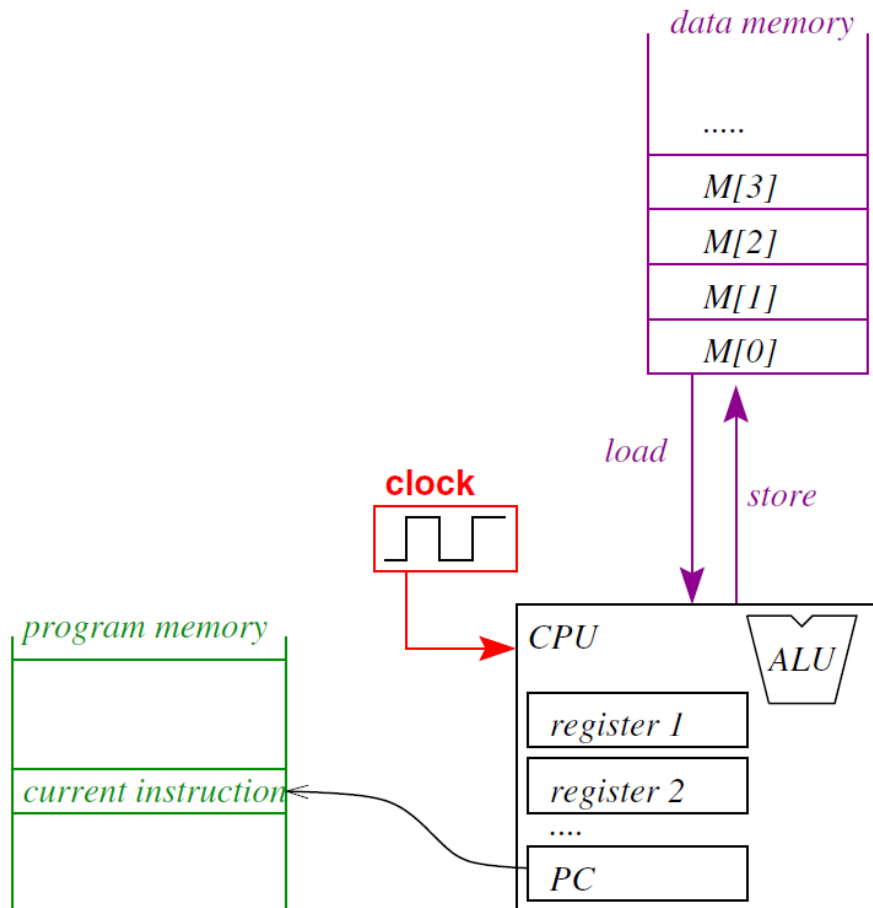 data memory
.....
M[3]
M[2]
M[1]
M[0]
load
store
clock
program memory
current instruction
CPU
ALU
register 1
register 2
....
PC